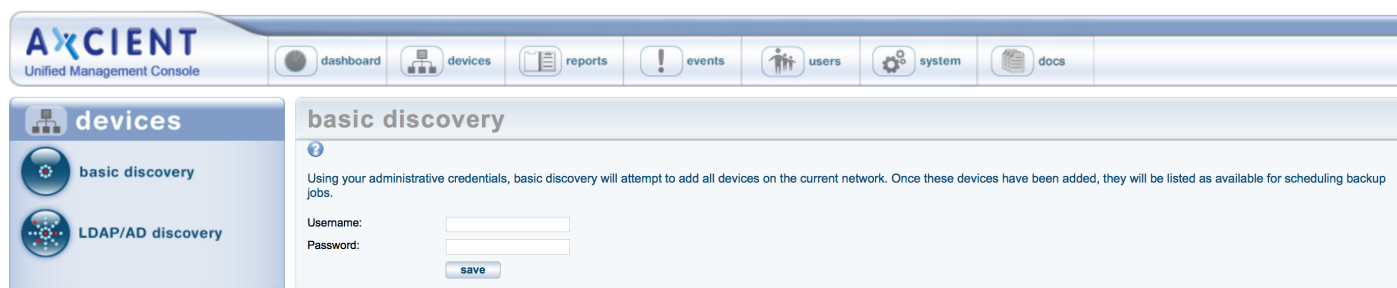 AXCIENT
Unified Management Console
dashboard
devices
reports
events
users
system
docs
devices
basic discovery
LDAP/AD discovery
basic discovery
?
Using your administrative credentials, basic discovery will attempt to add all devices on the current network. Once these devices have been added, they will be listed as available for scheduling backup
jobs.
Username:
Password:
save